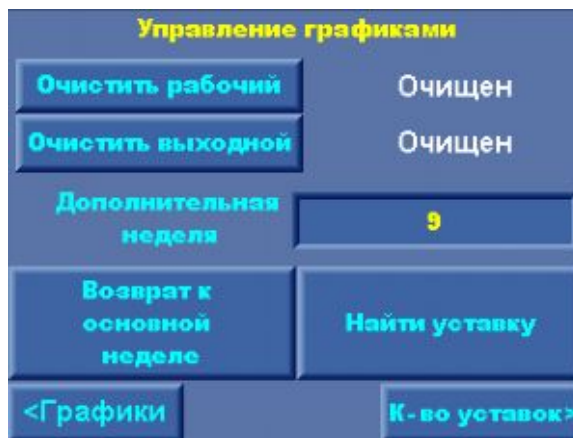 Управление графиками
Очистить рабочий
Очищен
Очистить выходной
Очищен
Дополнительная
неделя
9
Возврат к
основной
неделе
Найти уставку
<Графики
К-во уставок>